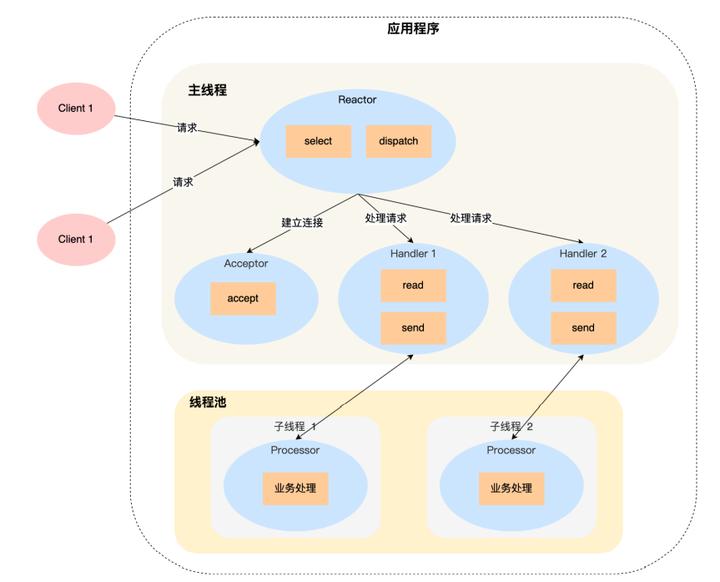 应用程序
主线程
Reactor
select
dispatch
Client 1
请求
Client 1
请求
建立连接
处理请求
处理请求
Acceptor
accept
Handler 1
read
send
Handler 2
read
send
线程池
子线程 1
Processor
业务处理
子线程 2
Processor
业务处理